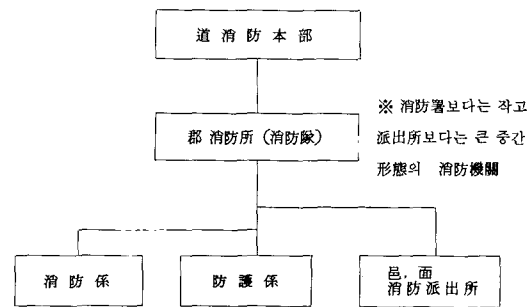 道消防本部
※ 消防署보다는 작고
郡 消防所 (消防隊)
派出所보다는 큰 중간
形態의 消防機關
消防係
防護係
邑, 面
消防派出所